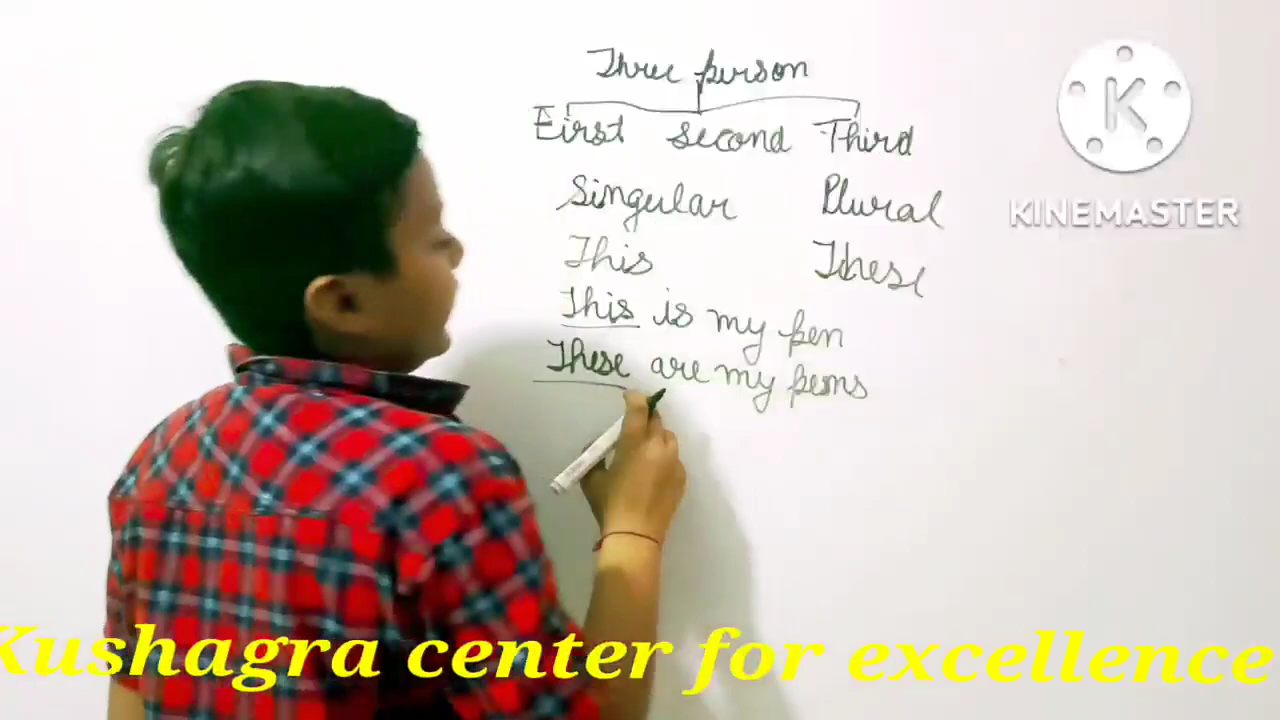 Three person
First second Third
Singular Plural
This These
This is my pen
These are my pens
K
KINEMASTER
Kushagra center for excellence